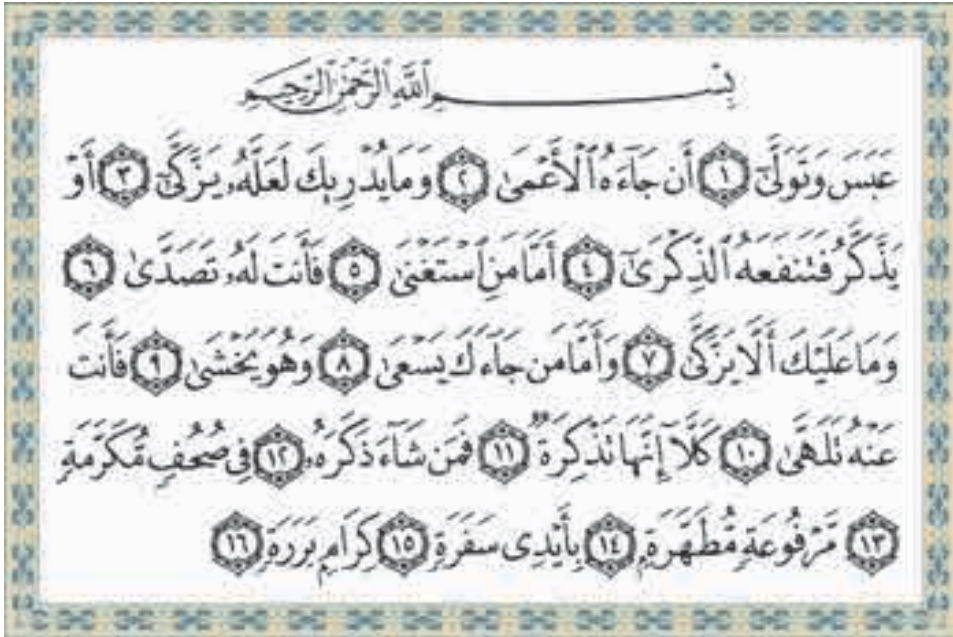 بِسْمِ ٱللَّهِ ٱلرَّحْمَٰنِ ٱلرَّحِيمِ
عَبَسَ وَتَوَلَّىٰٓ ١ أَن جَآءَهُ ٱلْأَعْمَىٰ ٢ وَمَا يُدْرِيكَ لَعَلَّهُۥ يَزَّكَّىٰٓ ٣ أَوْ
يَذَّكَّرُ فَتَنفَعَهُ ٱلذِّكْرَىٰٓ ٤ أَمَّا مَنِ ٱسْتَغْنَىٰ ٥ فَأَنتَ لَهُۥ تَصَدَّىٰ ٦
وَمَا عَلَيْكَ أَلَّا يَزَّكَّىٰ ٧ وَأَمَّا مَن جَآءَكَ يَسْعَىٰ ٨ وَهُوَ يَخْشَىٰ ٩ فَأَنتَ
عَنْهُ تَلَهَّىٰ ١٠ كَلَّآ إِنَّهَا تَذْكِرَةٌ ١١ فَمَن شَآءَ ذَكَرَهُۥ ١٢ فِى صُحُفٍ مُّكَرَّمَةٍ
١٣ مَّرْفُوعَةٍ مُّطَهَّرَةٍۭ ١٤ بِأَيْدِى سَفَرَةٍ ١٥ كِرَامٍۭ بَرَرَةٍ ١٦